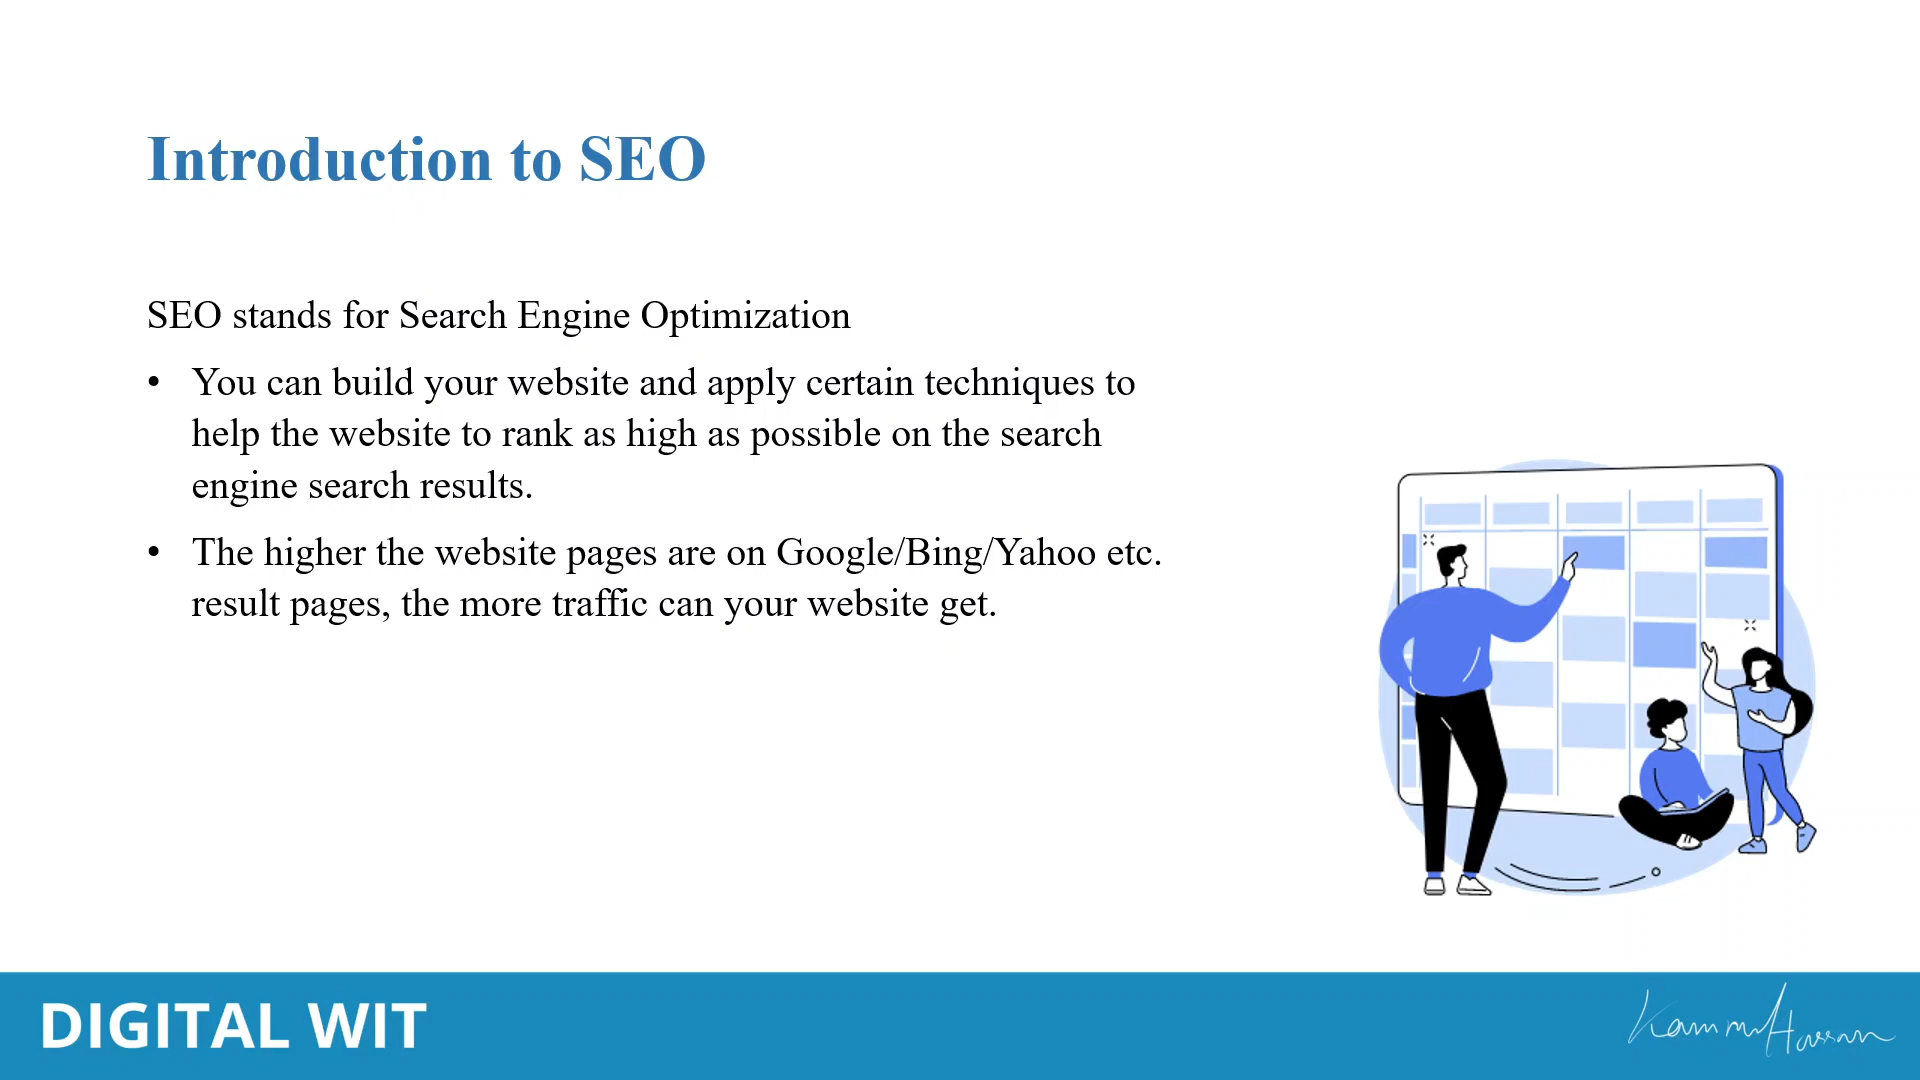 Introduction to SEO
SEO stands for Search Engine Optimization
• You can build your website and apply certain techniques to
help the website to rank as high as possible on the search
engine search results.
• The higher the website pages are on Google/Bing/Yahoo etc.
result pages, the more traffic can your website get.
DIGITAL WIT